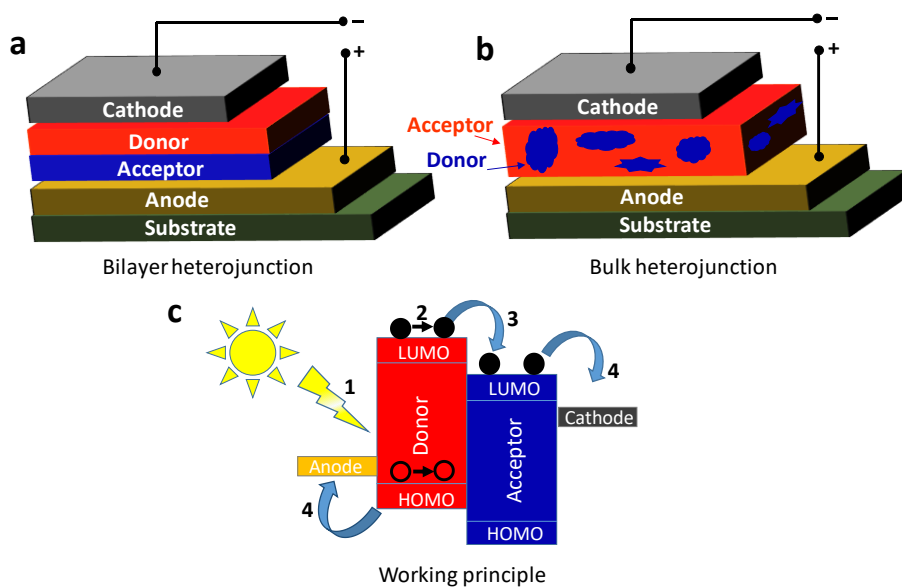 a
−
+
Cathode
Donor
Acceptor
Anode
Substrate
Bilayer heterojunction
b
−
+
Cathode
Acceptor
Donor
Anode
Substrate
Bulk heterojunction
c
1
2
3
4
LUMO
Donor
HOMO
LUMO
Acceptor
HOMO
Cathode
Anode
4
Working principle